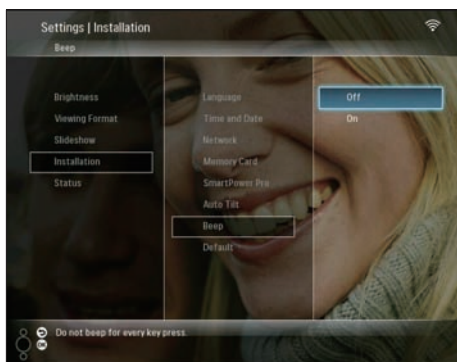 Settings | Installation
Beep
Brightness
Viewing Format
Slideshow
Installation
Status
Language
Time and Date
Network
Memory Card
SmartPower Pro
Auto Tilt
Beep
Default
Off
On
Do not beep for every key press.
OK